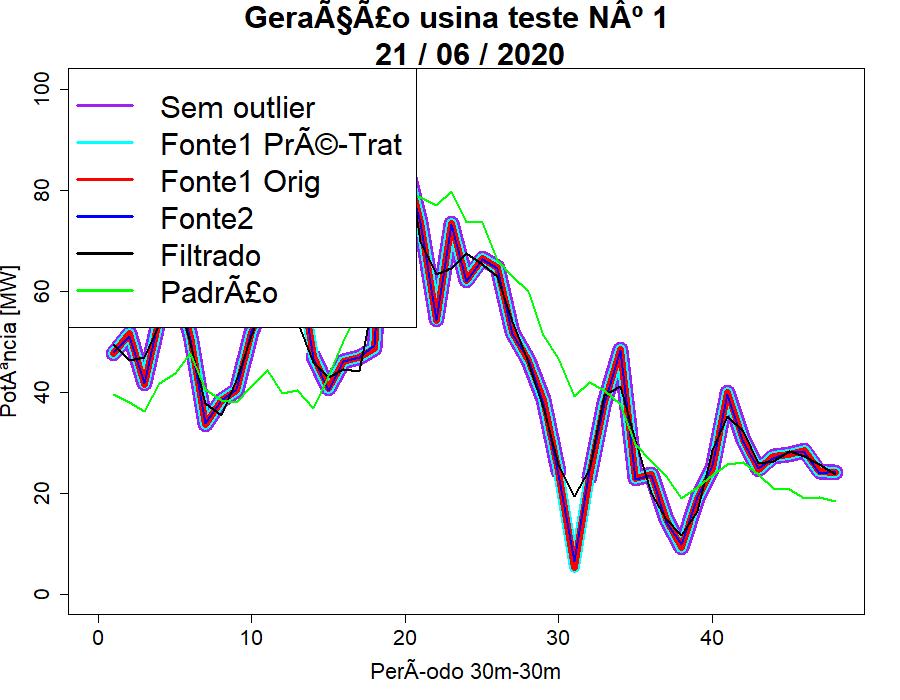 GeraÃ§Ã£o usina teste NÂº 1
21 / 06 / 2020
Sem outlier
Fonte1 PrÃ©-Trat
Fonte1 Orig
Fonte2
Filtrado
PadrÃ£o
PotÃªncia [MW]
100
80
60
40
20
0
0 10 20 30 40
PerÃ­odo 30m-30m